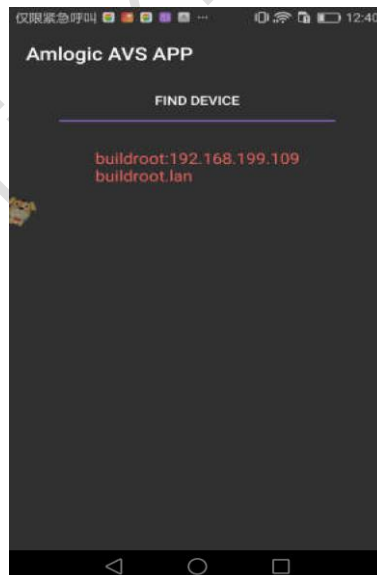 仅限紧急呼叫 ... 12:40
Amlogic AVS APP
FIND DEVICE
buildroot:192.168.199.109
buildroot.lan